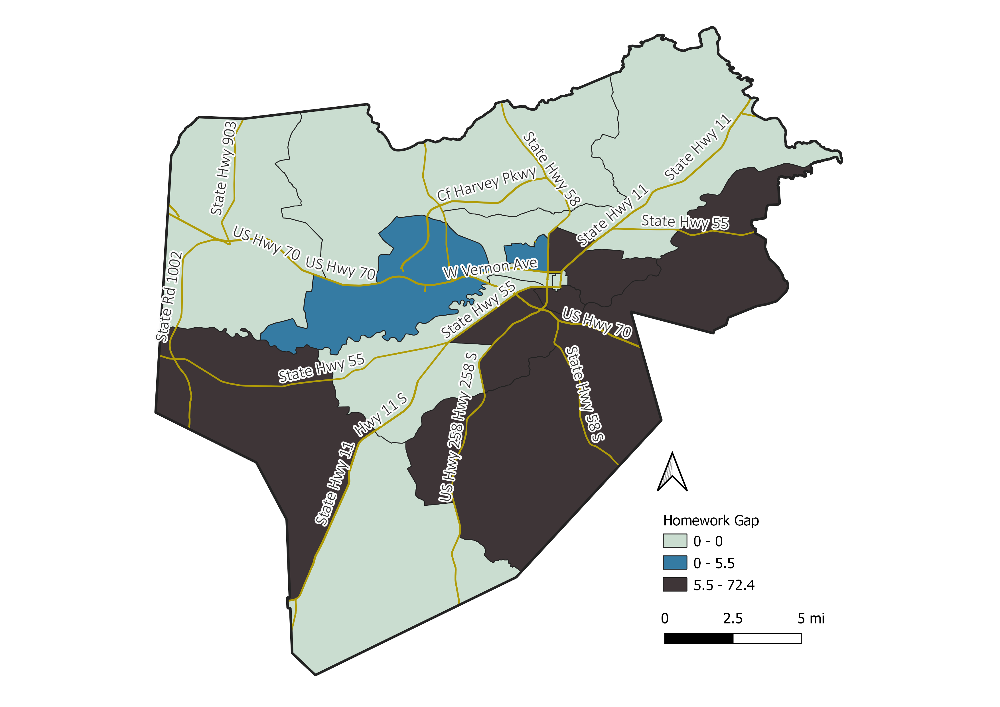 State Hwy 903
State Hwy 58
State Hwy 11
Cf Harvey Pkwy
State Hwy 11
State Hwy 55
US Hwy 70
US Hwy 70
W Vernon Ave
State Rd 1002
State Hwy 55
US Hwy 70
State Hwy 55
State Hwy 58 S
US Hwy 258 Hwy 258 S
Hwy 11 S
State Hwy 11
Homework Gap
0 - 0
0 - 5.5
5.5 - 72.4
0 2.5 5 mi